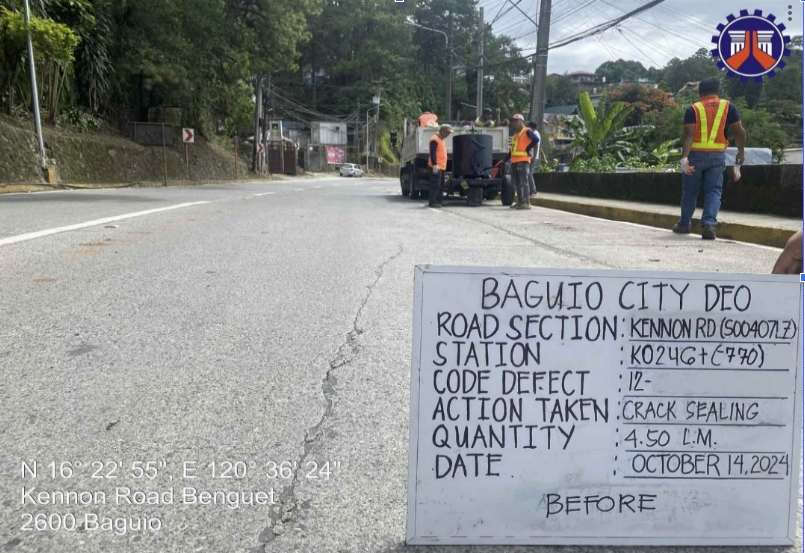 BAGUIO CITY DEO
ROAD SECTION : KENNON RD (S00407LZ)
STATION : K0246+(-770)
CODE DEFECT : 12-
ACTION TAKEN : CRACK SEALING
QUANTITY : 4.50 L.M.
DATE : OCTOBER 14, 2024
BEFORE
N 16° 22' 55", E 120° 36' 24"
Kennon Road Benguet
2600 Baguio